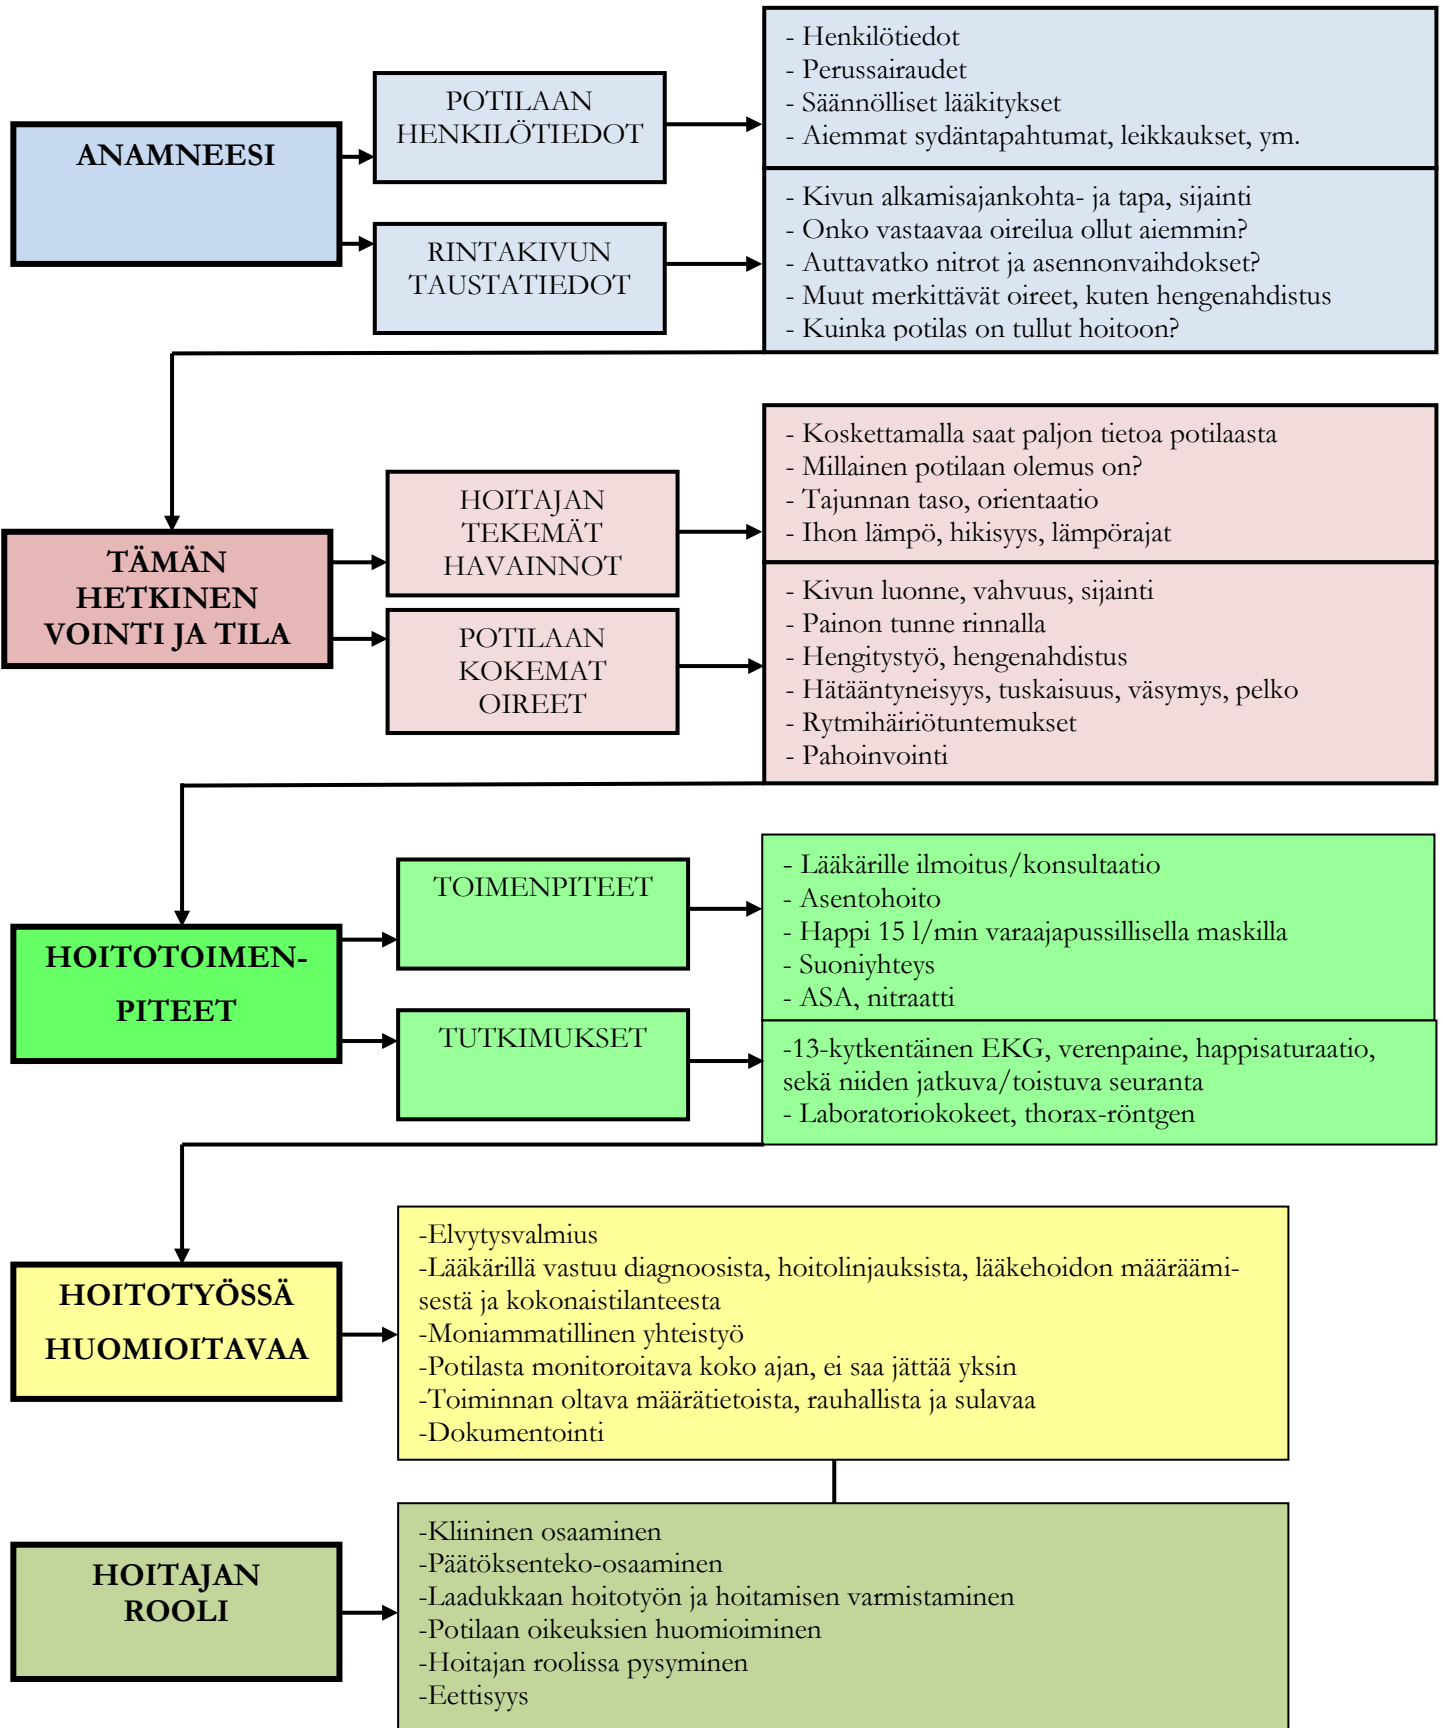 ANAMNEESI
POTILAAN
HENKILÖTIEDOT
- Henkilötiedot
- Perussairaudet
- Säännölliset lääkitykset
- Aiemmat sydäntapahtumat, leikkaukset, ym.
RINTAKIVUN
TAUSTATIEDOT
- Kivun alkamisajankohta- ja tapa, sijainti
- Onko vastaavaa oireilua ollut aiemmin?
- Auttavatko nitrot ja asennonvaihdokset?
- Muut merkittävät oireet, kuten hengenahdistus
- Kuinka potilas on tullut hoitoon?
TÄMÄN
HETKINEN
VOINTI JA TILA
HOITAJAN
TEKEMÄT
HAVAINNOT
- Koskettamalla saat paljon tietoa potilaasta
- Millainen potilaan olemus on?
- Tajunnan taso, orientaatio
- Ihon lämpö, hikisyys, lämpörajat
POTILAAN
KOKEMAT
OIREET
- Kivun luonne, vahvuus, sijainti
- Painon tunne rinnalla
- Hengitystyö, hengenahdistus
- Hätääntyneisyys, tuskaisuus, väsymys, pelko
- Rytmihäiriötuntemukset
- Pahoinvointi
HOITOTOIMEN-
PITEET
TOIMENPITEET
- Lääkärille ilmoitus/konsultaatio
- Asentohoito
- Happi 15 l/min varaajapussillisella maskilla
- Suoniyhteys
- ASA, nitraatti
TUTKIMUKSET
-13-kytkentäinen EKG, verenpaine, happisaturaatio,
sekä niiden jatkuva/toistuva seuranta
- Laboratoriokokeet, thorax-röntgen
HOITOTYÖSSÄ
HUOMIOITAVAA
-Elvytysvalmius
-Lääkärillä vastuu diagnoosista, hoitolinjauksista, lääkehoidon määräämi-
sestä ja kokonaistilanteesta
-Moniammatillinen yhteistyö
-Potilasta monitoroitava koko ajan, ei saa jättää yksin
-Toiminnan oltava määrätietoista, rauhallista ja sulavaa
-Dokumentointi
HOITAJAN
ROOLI
-Kliininen osaaminen
-Päätöksenteko-osaaminen
-Laadukkaan hoitotyön ja hoitamisen varmistaminen
-Potilaan oikeuksien huomioiminen
-Hoitajan roolissa pysyminen
-Eettisyys